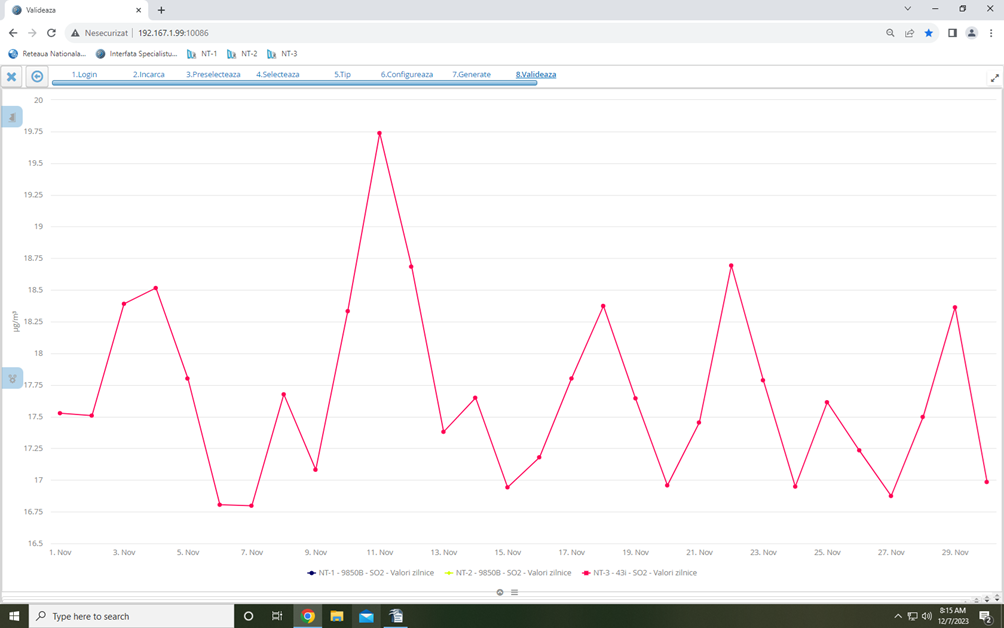 Valideaza
Nesecurizat 192.167.1.99:10086
Reteaua Nationala... Interfata Specialistu... NT-1 NT-2 NT-3
1.Login 2.Incarca 3.Preselecteaza 4.Selecteaza 5.Tip 6.Configureaza 7.Generate 8.Valideaza
20
19.75
19.5
19.25
19
18.75
18.5
18.25
µg/m³
18
17.75
17.5
17.25
17
16.75
16.5
1. Nov 3. Nov 5. Nov 7. Nov 9. Nov 11. Nov 13. Nov 15. Nov 17. Nov 19. Nov 21. Nov 23. Nov 25. Nov 27. Nov 29. Nov
NT-1 - 9850B - SO2 - Valori zilnice NT-2 - 9850B - SO2 - Valori zilnice NT-3 - 43i - SO2 - Valori zilnice
Type here to search
8:15 AM
12/7/2023
2